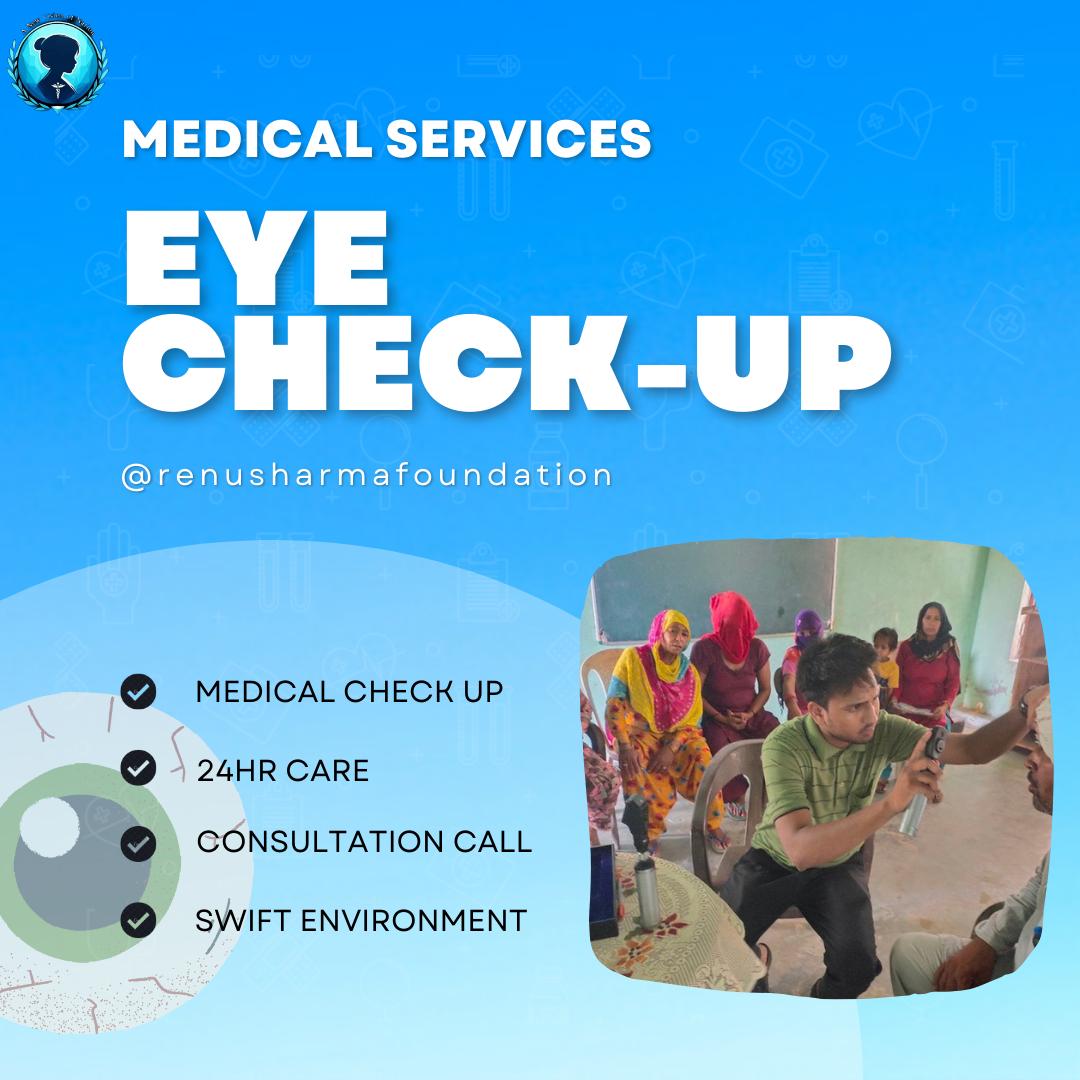 MEDICAL SERVICES
EYE
CHECK-UP
@renusharmafoundation
MEDICAL CHECK UP
24HR CARE
CONSULTATION CALL
SWIFT ENVIRONMENT